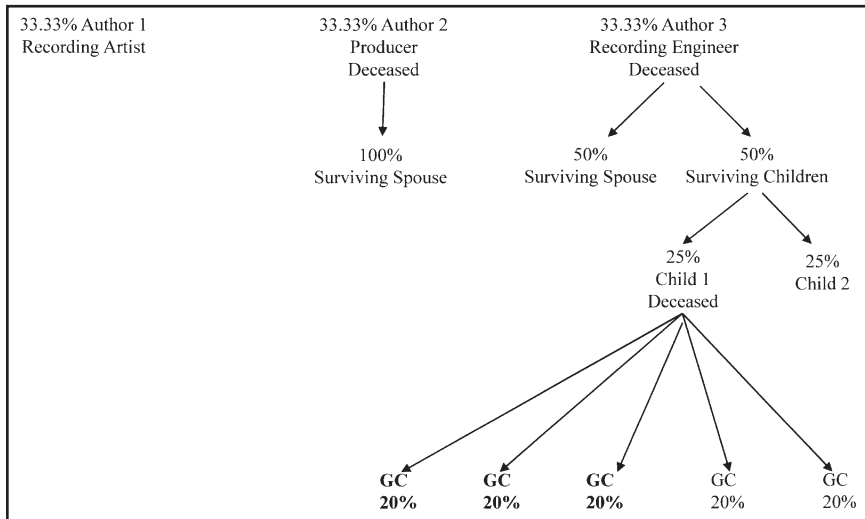 33.33% Author 1
Recording Artist
33.33% Author 2
Producer
Deceased
33.33% Author 3
Recording Engineer
Deceased
100%
Surviving Spouse
50%
Surviving Spouse
50%
Surviving Children
25%
Child 1
Deceased
25%
Child 2
GC
20%
GC
20%
GC
20%
GC
20%
GC
20%